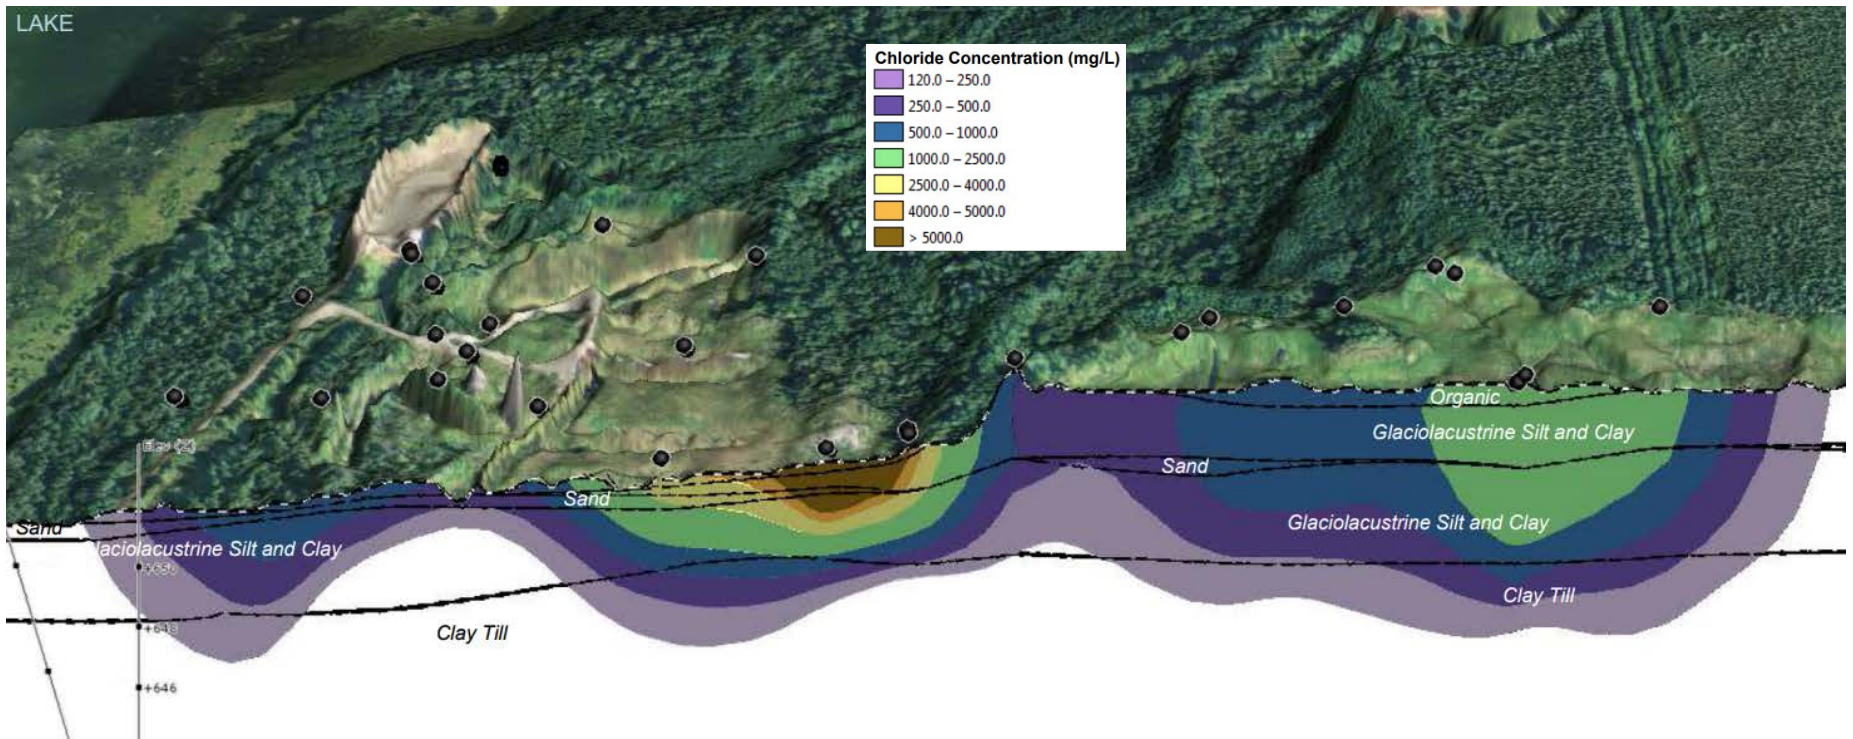 LAKE
Chloride Concentration (mg/L)
120.0 – 250.0
250.0 – 500.0
500.0 – 1000.0
1000.0 – 2500.0
2500.0 – 4000.0
4000.0 – 5000.0
> 5000.0
Organic
Glaciolacustrine Silt and Clay
Elev (Z)
Sand
Sand
Sand
Glaciolacustrine Silt and Clay
laciolacustrine Silt and Clay
+650
Clay Till
+648
Clay Till
+646